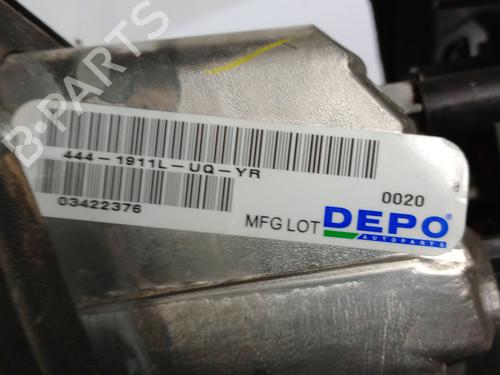 B-PARTS
444-1911L-UQ-YR
0020
03422376
MFG LOT DEPO®
AUTOPARTS